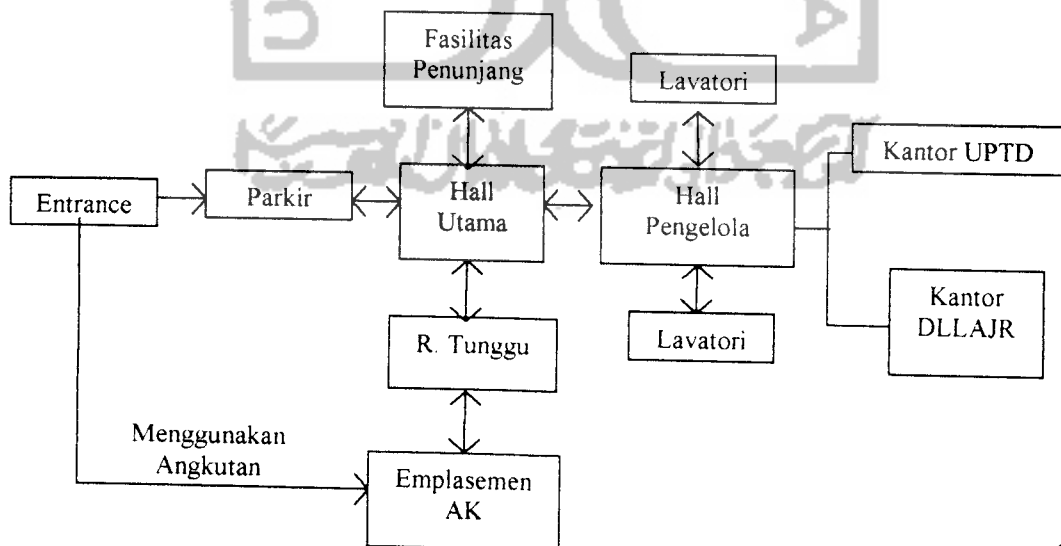 Fasilitas
Penunjang
Lavatori
Kantor UPTD
Entrance
Parkir
Hall
Utama
Hall
Pengelola
Kantor
DLLAJR
R. Tunggu
Lavatori
Menggunakan
Angkutan
Emplasemen
AK